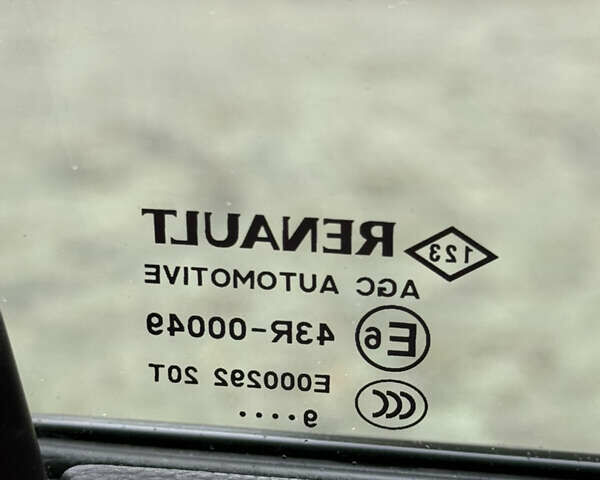 123 RENAULT
AGC AUTOMOTIVE
E6 43R-00049
CCC E000292 20T
9····